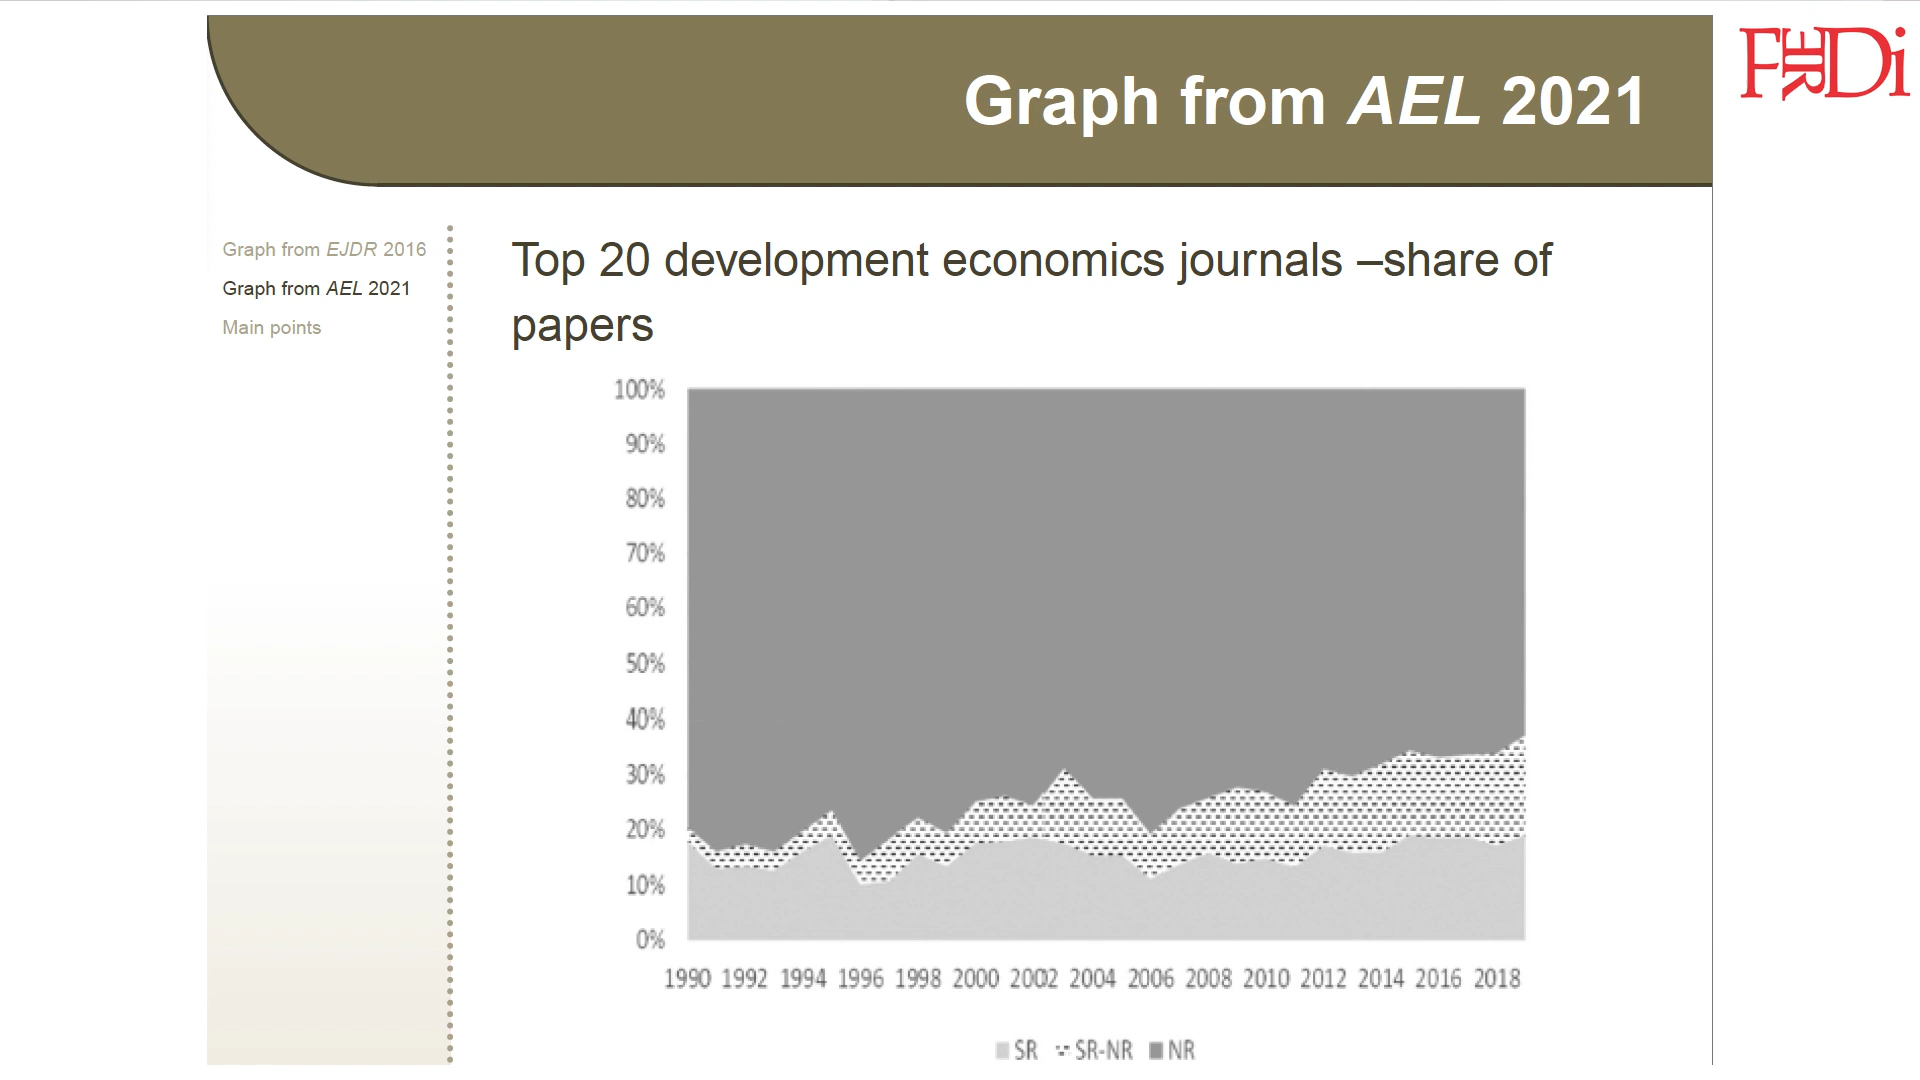 Graph from AEL 2021
FERDi
Graph from EJDR 2016
Graph from AEL 2021
Main points
Top 20 development economics journals –share of
papers
100%
90%
80%
70%
60%
50%
40%
30%
20%
10%
0%
1990 1992 1994 1996 1998 2000 2002 2004 2006 2008 2010 2012 2014 2016 2018
SR SR-NR NR